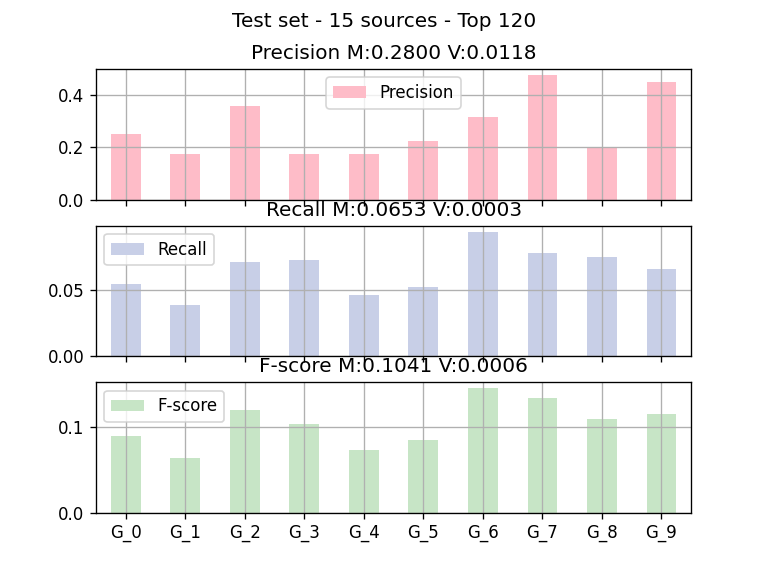 Test set - 15 sources - Top 120
Precision M:0.2800 V:0.0118
0.4
0.2
0.0
Precision
Recall M:0.0653 V:0.0003
0.05
0.00
Recall
F-score M:0.1041 V:0.0006
0.1
0.0
F-score
G_0 G_1 G_2 G_3 G_4 G_5 G_6 G_7 G_8 G_9